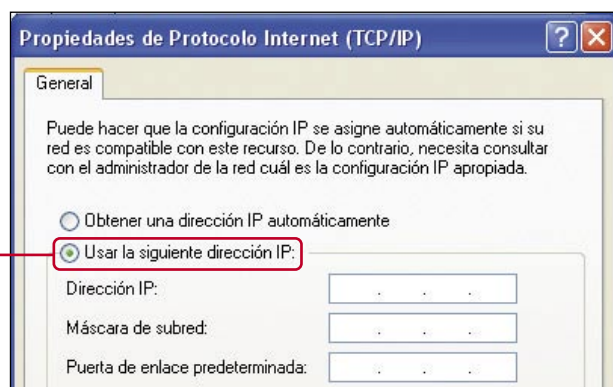 Propiedades de Protocolo Internet (TCP/IP)
General
Puede hacer que la configuración IP se asigne automáticamente si su
red es compatible con este recurso. De lo contrario, necesita consultar
con el administrador de la red cuál es la configuración IP apropiada.
Obtener una dirección IP automáticamente
Usar la siguiente dirección IP:
Dirección IP:
Máscara de subred:
Puerta de enlace predeterminada: